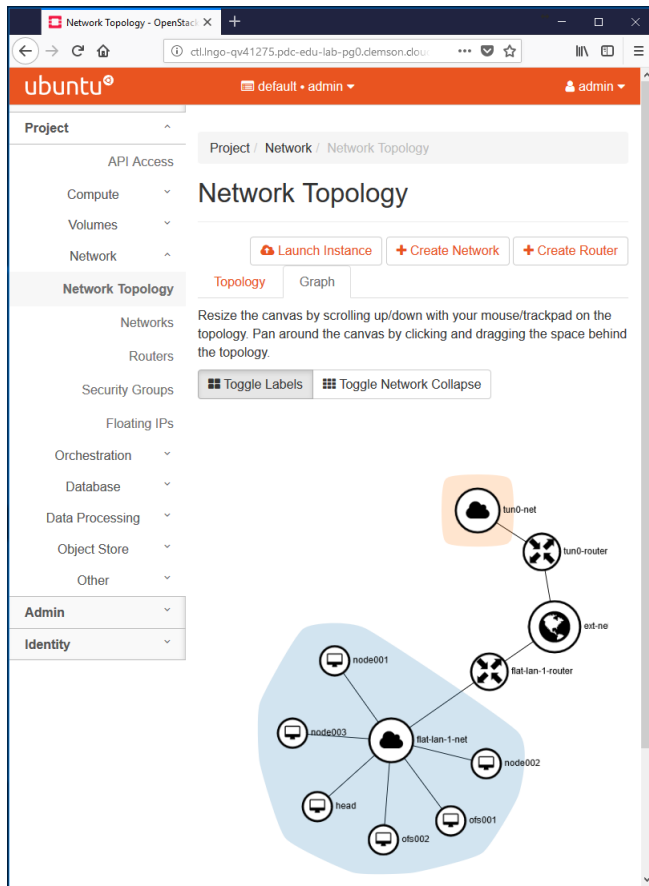 Network Topology - OpenStac
ctl.lngo-qv41275.pdc-edu-lab-pg0.clemson.clou
ubuntu
default • admin
admin
Project
API Access
Compute
Volumes
Network
Network Topology
Networks
Routers
Security Groups
Floating IPs
Orchestration
Database
Data Processing
Object Store
Other
Admin
Identity
Project / Network / Network Topology
Network Topology
Launch Instance
+ Create Network
+ Create Router
Topology
Graph
Resize the canvas by scrolling up/down with your mouse/trackpad on the
topology. Pan around the canvas by clicking and dragging the space behind
the topology.
Toggle Labels
Toggle Network Collapse
tun0-net
tun0-router
ext-ne
flat-lan-1-router
node001
node003
flat-lan-1-net
node002
head
ofs001
ofs002